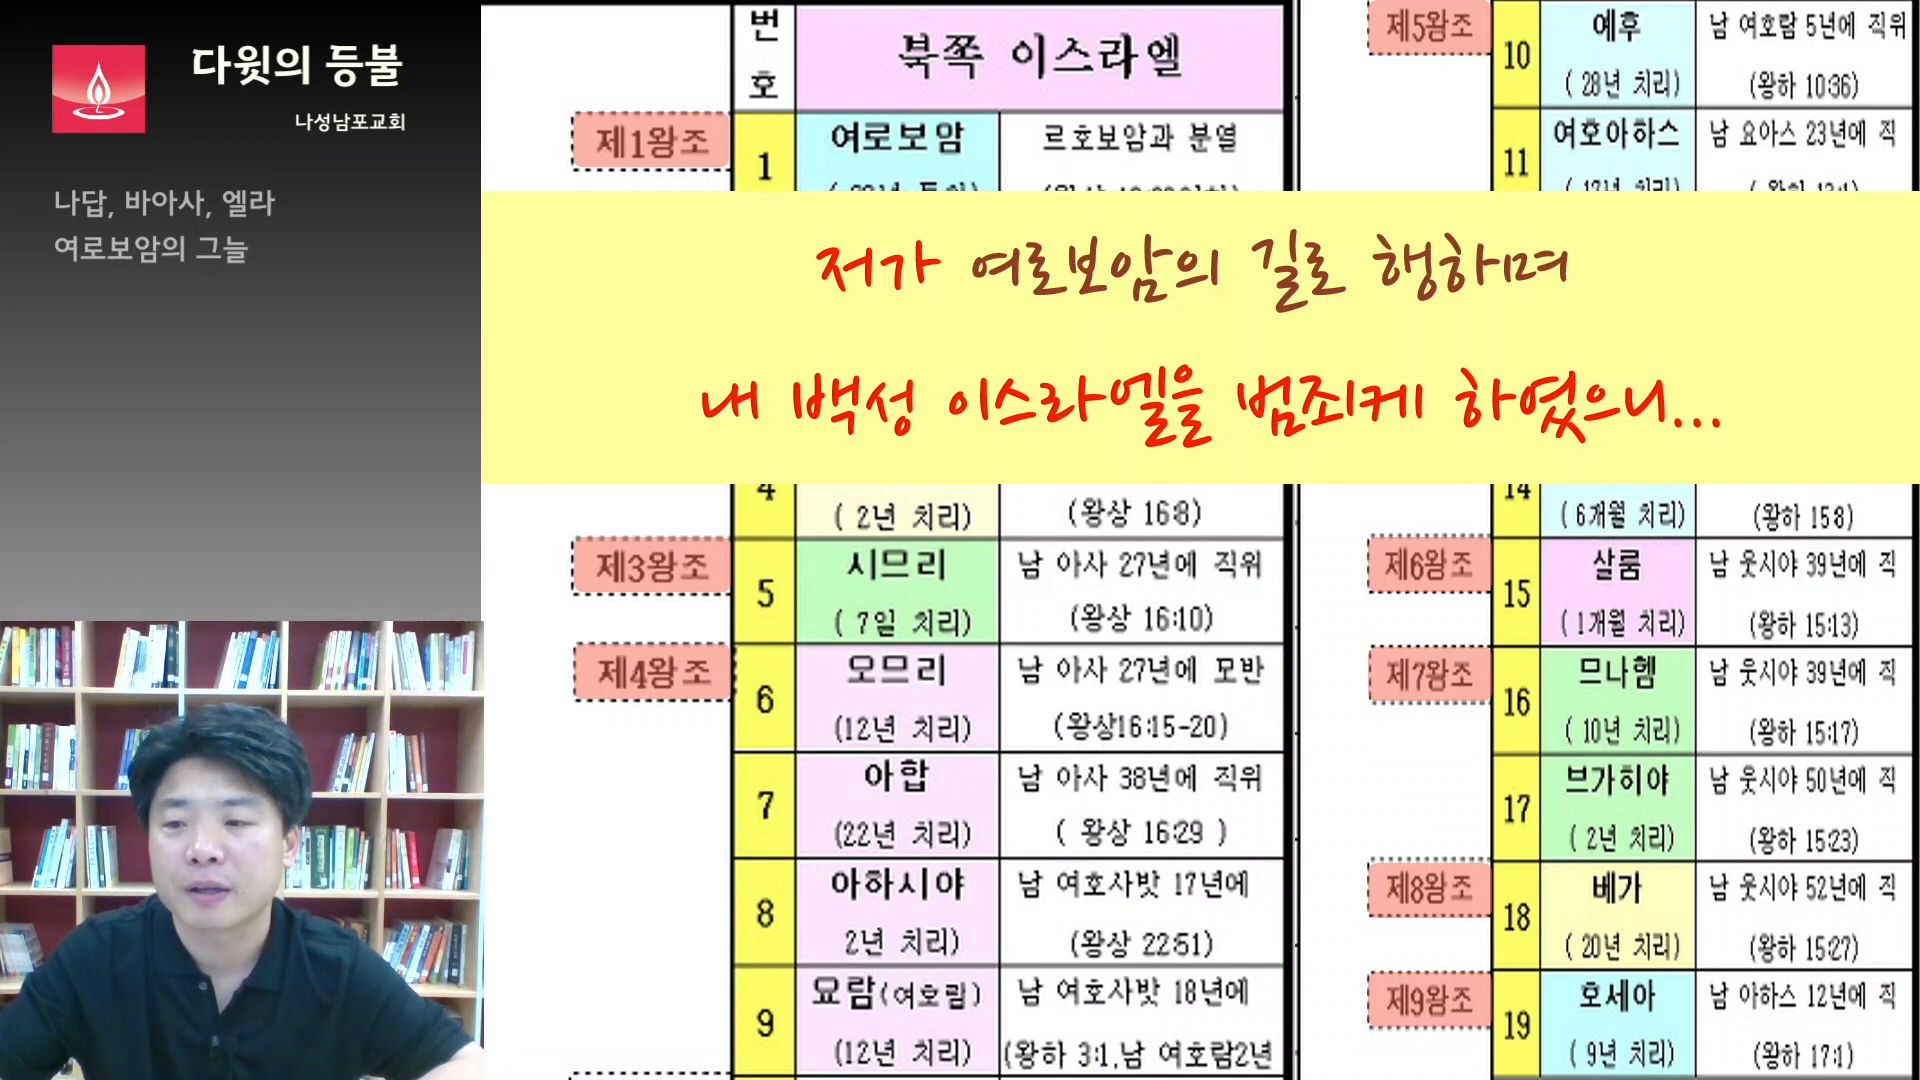 다윗의 등불
나성남포교회
나답, 바아사, 엘라
여로보암의 그늘
번호
북쪽 이스라엘
제1왕조
1
여로보암
르호보암과 분열
저가 여로보암의 길로 행하며
내 백성 이스라엘을 범죄케 하였으니...
4
( 2년 치리)
(왕상 16:8)
제3왕조
5
시므리
( 7일 치리)
남 아사 27년에 직위
(왕상 16:10)
제4왕조
6
오므리
(12년 치리)
남 아사 27년에 모반
(왕상16:15-20)
7
아합
(22년 치리)
남 아사 38년에 직위
( 왕상 16:29 )
8
아하시야
2년 치리)
남 여호사밧 17년에
(왕상 22:51)
9
요람(여호림)
(12년 치리)
남 여호사밧 18년에
(왕하 3:1,남 여호람2년
제5왕조
10
예후
( 28년 치리)
남 여호람 5년에 직위
(왕하 10:36)
11
여호아하스
남 요아스 23년에 직
14
( 6개월 치리)
(왕하 15:8)
제6왕조
15
살룸
( 1개월 치리)
남 웃시야 39년에 직
(왕하 15:13)
제7왕조
16
므나헴
( 10년 치리)
남 웃시야 39년에 직
(왕하 15:17)
17
브가히야
( 2년 치리)
남 웃시야 50년에 직
(왕하 15:23)
제8왕조
18
베가
( 20년 치리)
남 웃시야 52년에 직
(왕하 15:27)
제9왕조
19
호세아
( 9년 치리)
남 아하스 12년에 직
(왕하 17:1)